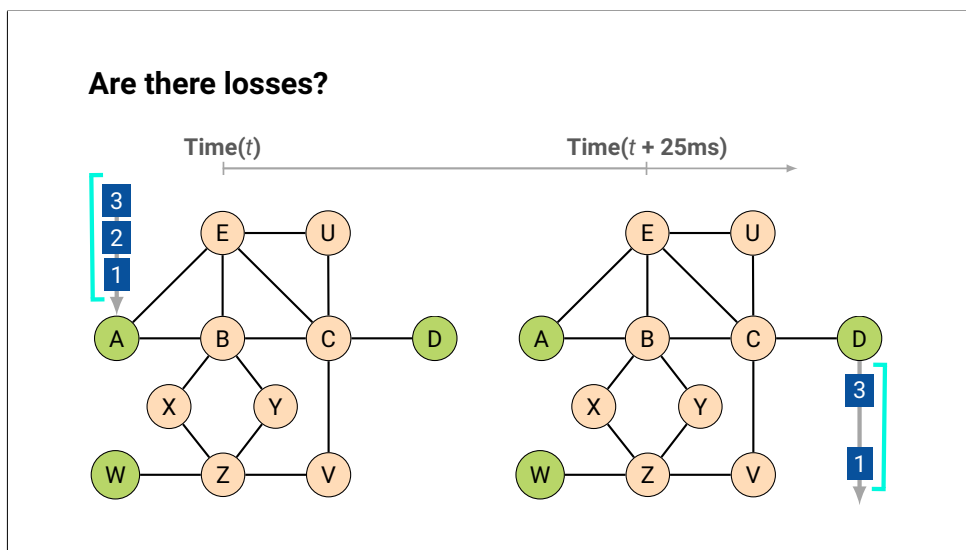 Are there losses?
Time(t) Time(t + 25ms)
3
2
1
E U E U
A B C D A B C D
3
X Y X Y
1
W Z V W Z V